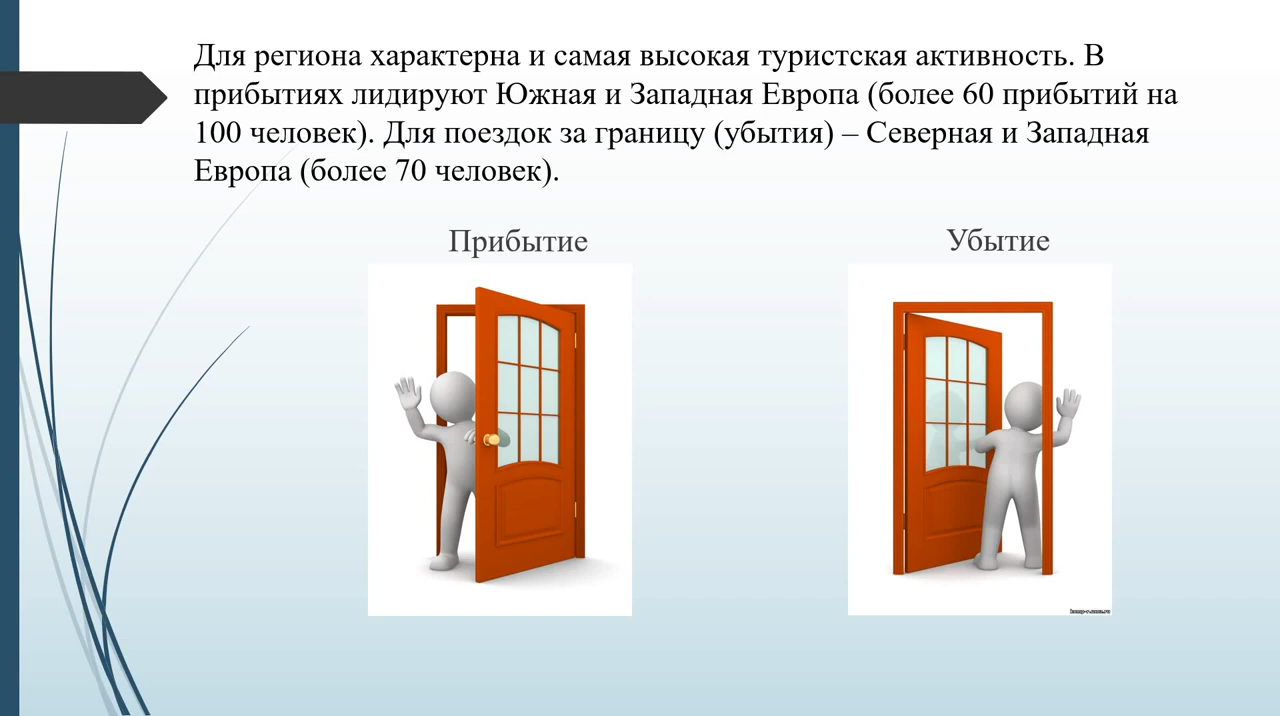 Для региона характерна и самая высокая туристская активность. В
прибытиях лидируют Южная и Западная Европа (более 60 прибытий на
100 человек). Для поездок за границу (убытия) – Северная и Западная
Европа (более 70 человек).
Прибытие
Убытие